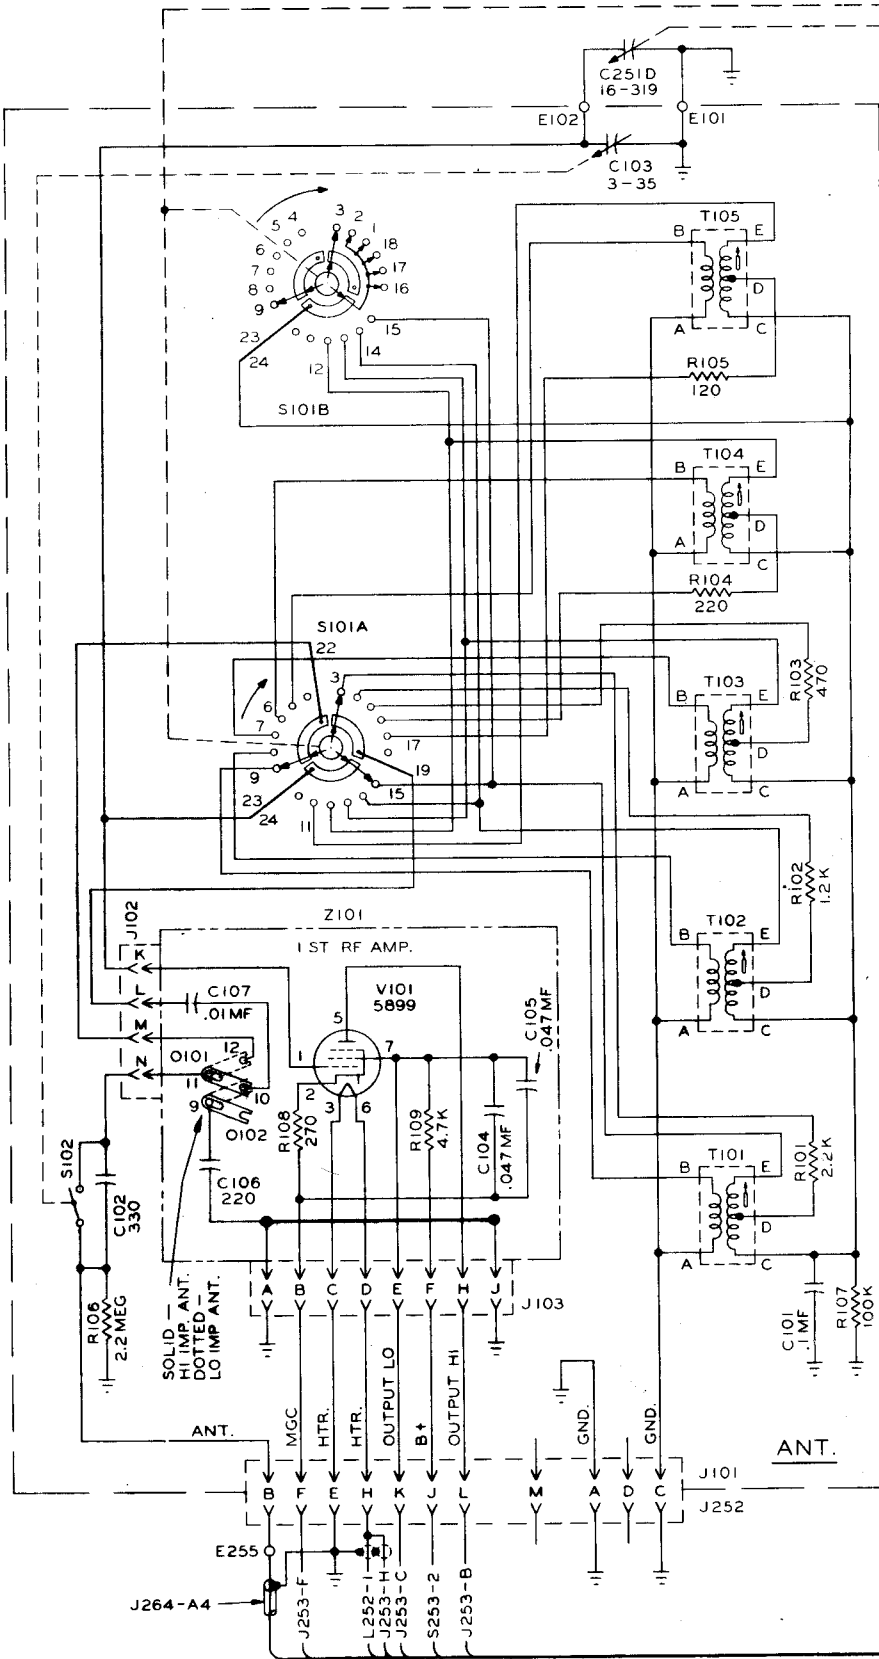 C251D
16-319
E102
E101
C103
3-35
T105
B
E
D
A
C
3
2
1
18
17
16
15
14
12
4
5
6
7
8
9
23
24
S101B
R105
120
T104
B
E
D
A
C
R104
220
S101A
22
3
6
7
9
23
24
11
15
17
19
T103
B
E
D
A
C
R103
470
R102
1.2K
T102
B
E
D
A
C
J102
K
L
M
N
Z101
1ST RF AMP.
V101
5899
C107
.01MF
O101
12
11
10
9
O102
5
1
7
2
3
6
C105
.047MF
R108
270
R109
4.7K
C104
.047MF
C106
220
S102
C102
330
R106
2.2MEG
SOLID —
HI IMP. ANT.
DOTTED —
LO IMP ANT.
T101
B
E
D
A
C
R101
2.2K
C101
.1MF
R107
100K
A B C D E F H J
J103
ANT.
MGC
HTR.
HTR.
OUTPUT LO
B+
OUTPUT HI
GND.
GND.
ANT.
B F E H K J L M A D C
J101
J252
E255
J264-A4
J253-F
L252-1
J253-H
J253-C
S253-2
J253-B